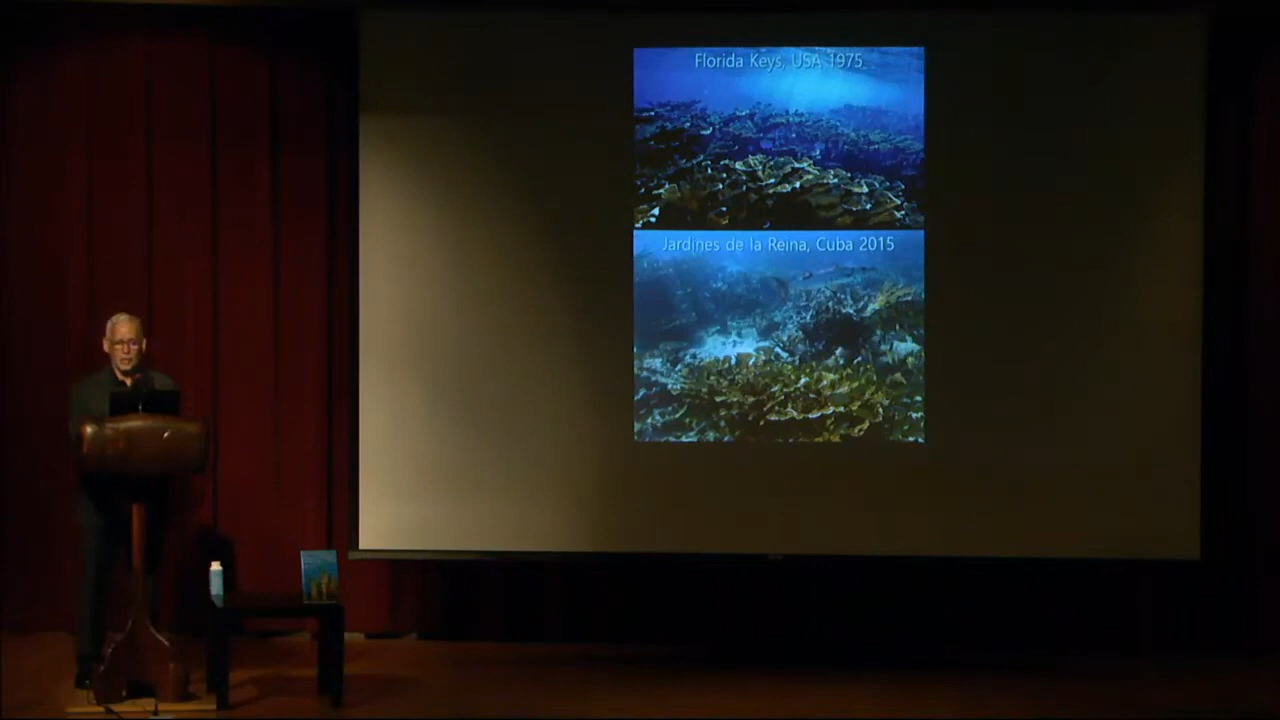 Florida Keys, USA 1975
Jardines de la Reina, Cuba 2015